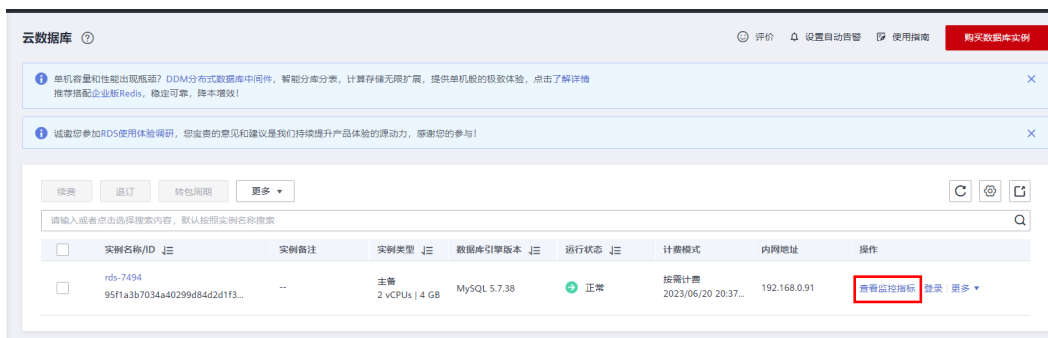 云数据库
评价 设置自动告警 使用指南 购买数据库实例
单机容量和性能出现瓶颈？DDM分布式数据库中间件，智能分库分表，计算存储无限扩展，提供单机般的极致体验，点击了解详情
推荐搭配企业版Redis，稳定可靠，降本增效！
诚邀您参加RDS使用体验调研，您宝贵的意见和建议是我们持续提升产品体验的源动力，感谢您的参与！
续费 退订 转包周期 更多
请输入或者点击选择搜索内容，默认按照实例名称搜索
实例名称/ID 实例备注 实例类型 数据库引擎版本 运行状态 计费模式 内网地址 操作
rds-7494
95f1a3b7034a40299d84d2d1f3...
--
主备
2 vCPUs | 4 GB
MySQL 5.7.38
正常
按需计费
2023/06/20 20:37...
192.168.0.91
查看监控指标 登录 更多